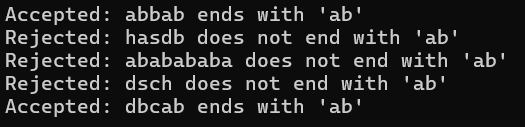 Accepted: abbab ends with 'ab'
Rejected: hasdb does not end with 'ab'
Rejected: abababaaba does not end with 'ab'
Rejected: dsch does not end with 'ab'
Accepted: dbcab ends with 'ab'